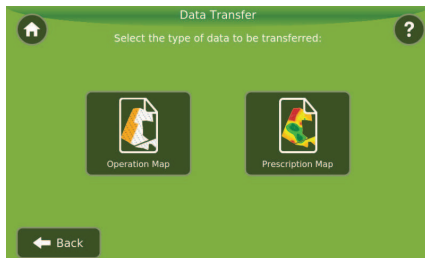 Data Transfer
Select the type of data to be transferred:
?
Operation Map
Prescription Map
Back